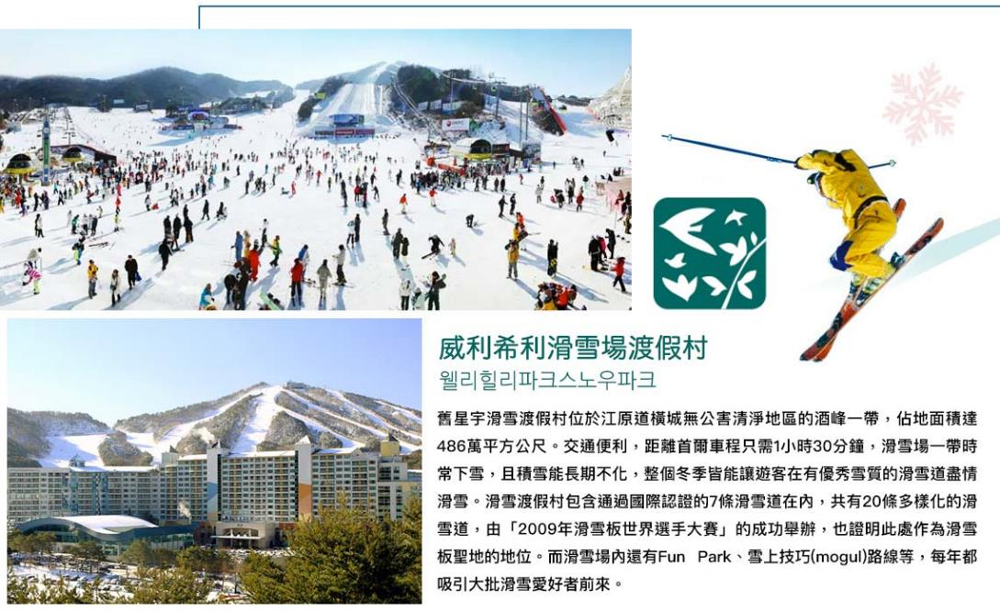 威利希利滑雪場渡假村
웰리힐리파크스노우파크
舊星宇滑雪渡假村位於江原道橫城無公害清淨地區的酒峰一帶，佔地面積達
486萬平方公尺。交通便利，距離首爾車程只需1小時30分鐘，滑雪場一帶時
常下雪，且積雪能長期不化，整個冬季皆能讓遊客在有優秀雪質的滑雪道盡情
滑雪。滑雪渡假村包含通過國際認證的7條滑雪道在內，共有20條多樣化的滑
雪道，由「2009年滑雪板世界選手大賽」的成功舉辦，也證明此處作為滑雪
板聖地的地位。而滑雪場內還有Fun Park、雪上技巧(mogul)路線等，每年都
吸引大批滑雪愛好者前來。